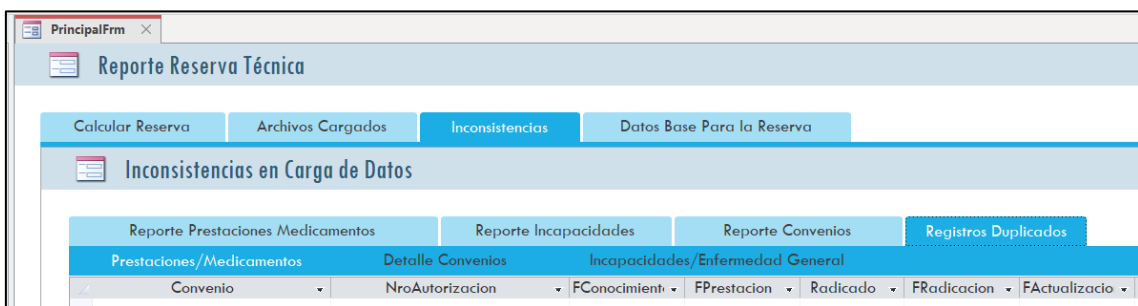 PrincipalFrm
Reporte Reserva Técnica
Calcular Reserva Archivos Cargados Inconsistencias Datos Base Para la Reserva
Inconsistencias en Carga de Datos
Reporte Prestaciones Medicamentos Reporte Incapacidades Reporte Convenios Registros Duplicados
Prestaciones/Medicamentos Detalle Convenios Incapacidades/Enfermedad General
Convenio NroAutorizacion FConocimient FPrestacion Radicado FRadicacion FActualizacio